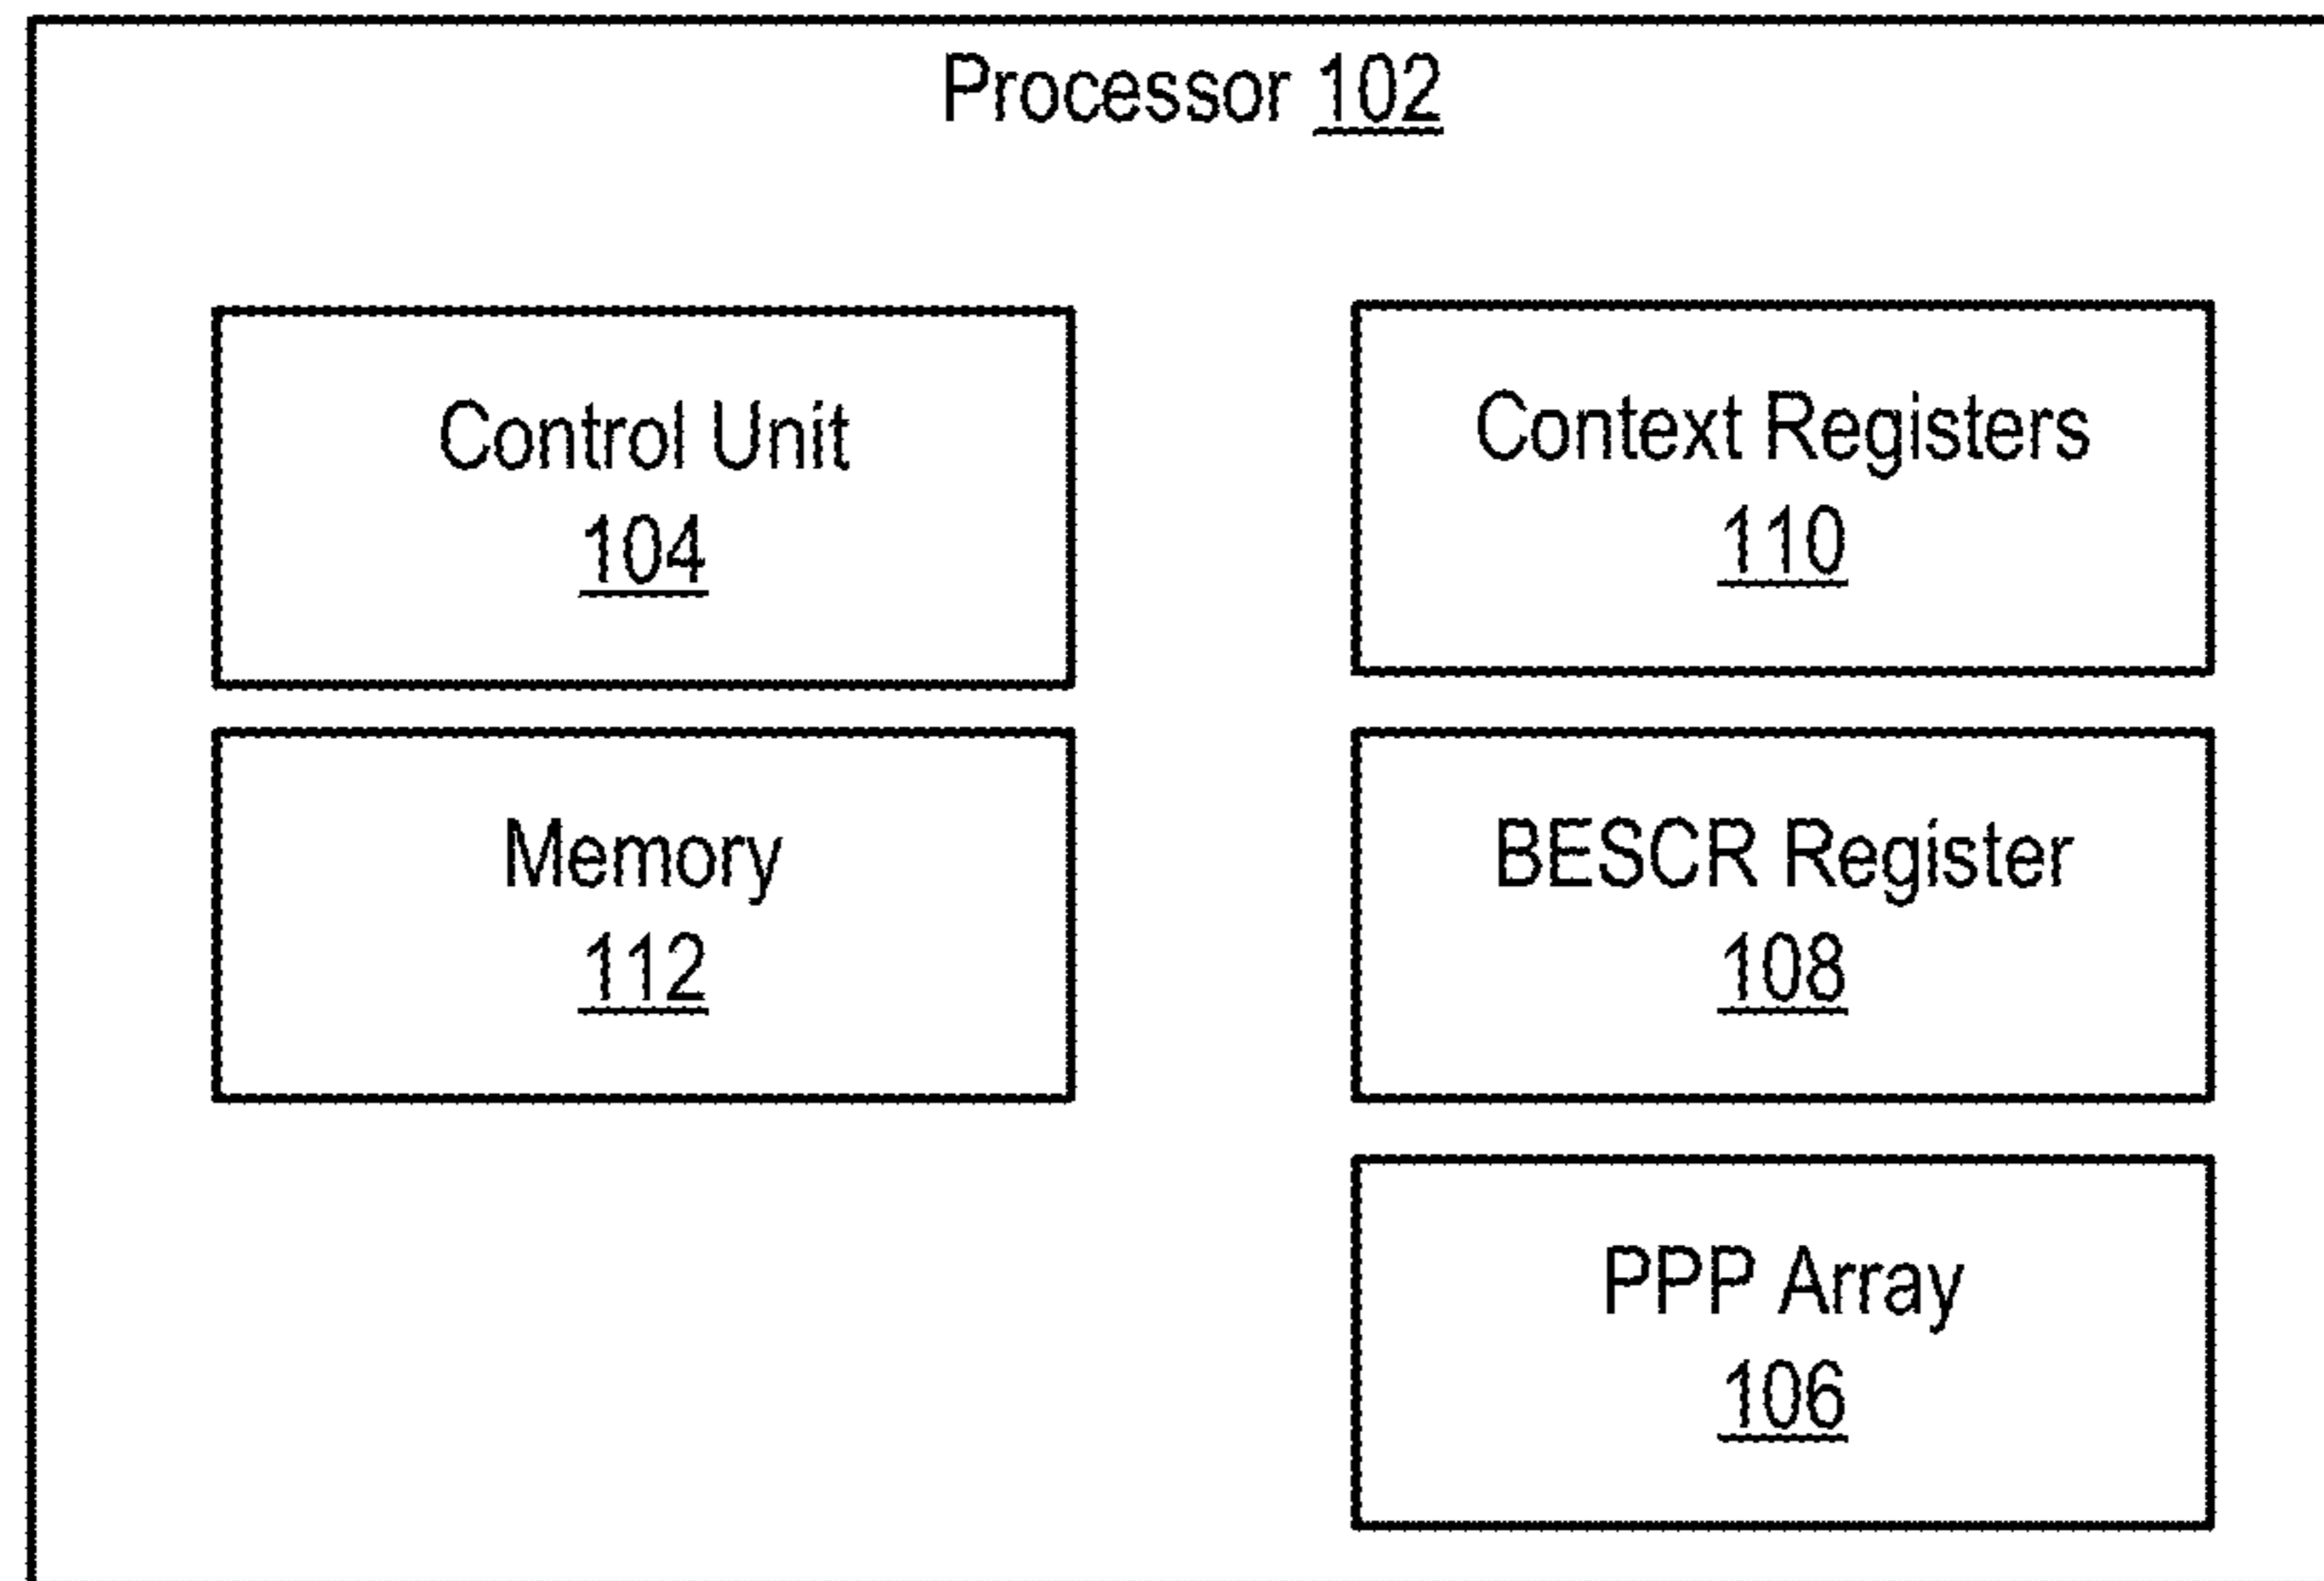 Processor 102
Control Unit
104
Context Registers
110
Memory
112
BESCR Register
108
PPP Array
106